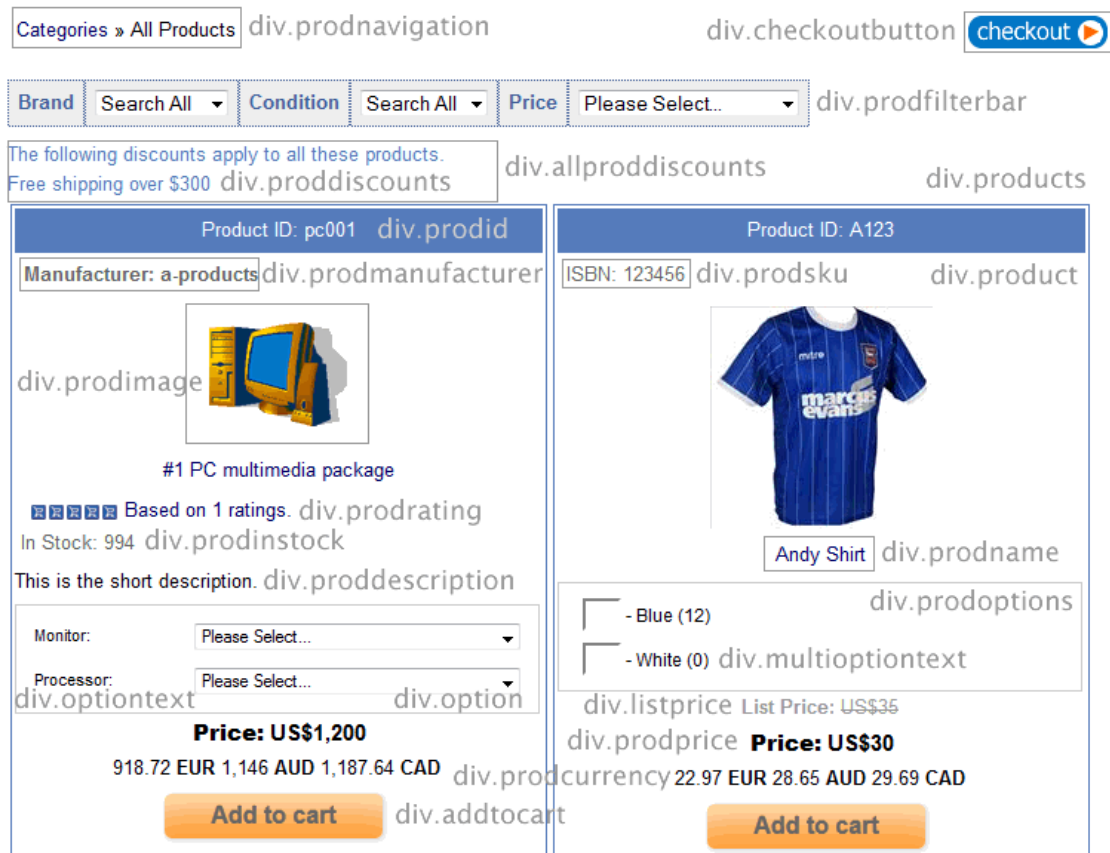 Categories » All Products div.prodnavigation div.checkoutbutton checkout
Brand Search All Condition Search All Price Please Select... div.prodfilterbar
The following discounts apply to all these products.
Free shipping over $300 div.proddiscounts
div.allproddiscounts
div.products
Product ID: pc001 div.prodid
Manufacturer: a-products div.prodmanufacturer
div.prodimage
#1 PC multimedia package
Based on 1 ratings. div.prodrating
In Stock: 994 div.prodinstock
This is the short description. div.proddescription
Monitor: Please Select...
Processor: Please Select...
div.optiontext div.option
Price: US$1,200
918.72 EUR 1,146 AUD 1,187.64 CAD div.prodcurrency
Add to cart div.addtocart
Product ID: A123
ISBN: 123456 div.prodsku div.product
mitre
marcus
evans
Andy Shirt div.prodname
div.prodoptions
- Blue (12)
- White (0) div.multioptiontext
div.listprice List Price: US$35
div.prodprice Price: US$30
22.97 EUR 28.65 AUD 29.69 CAD
Add to cart